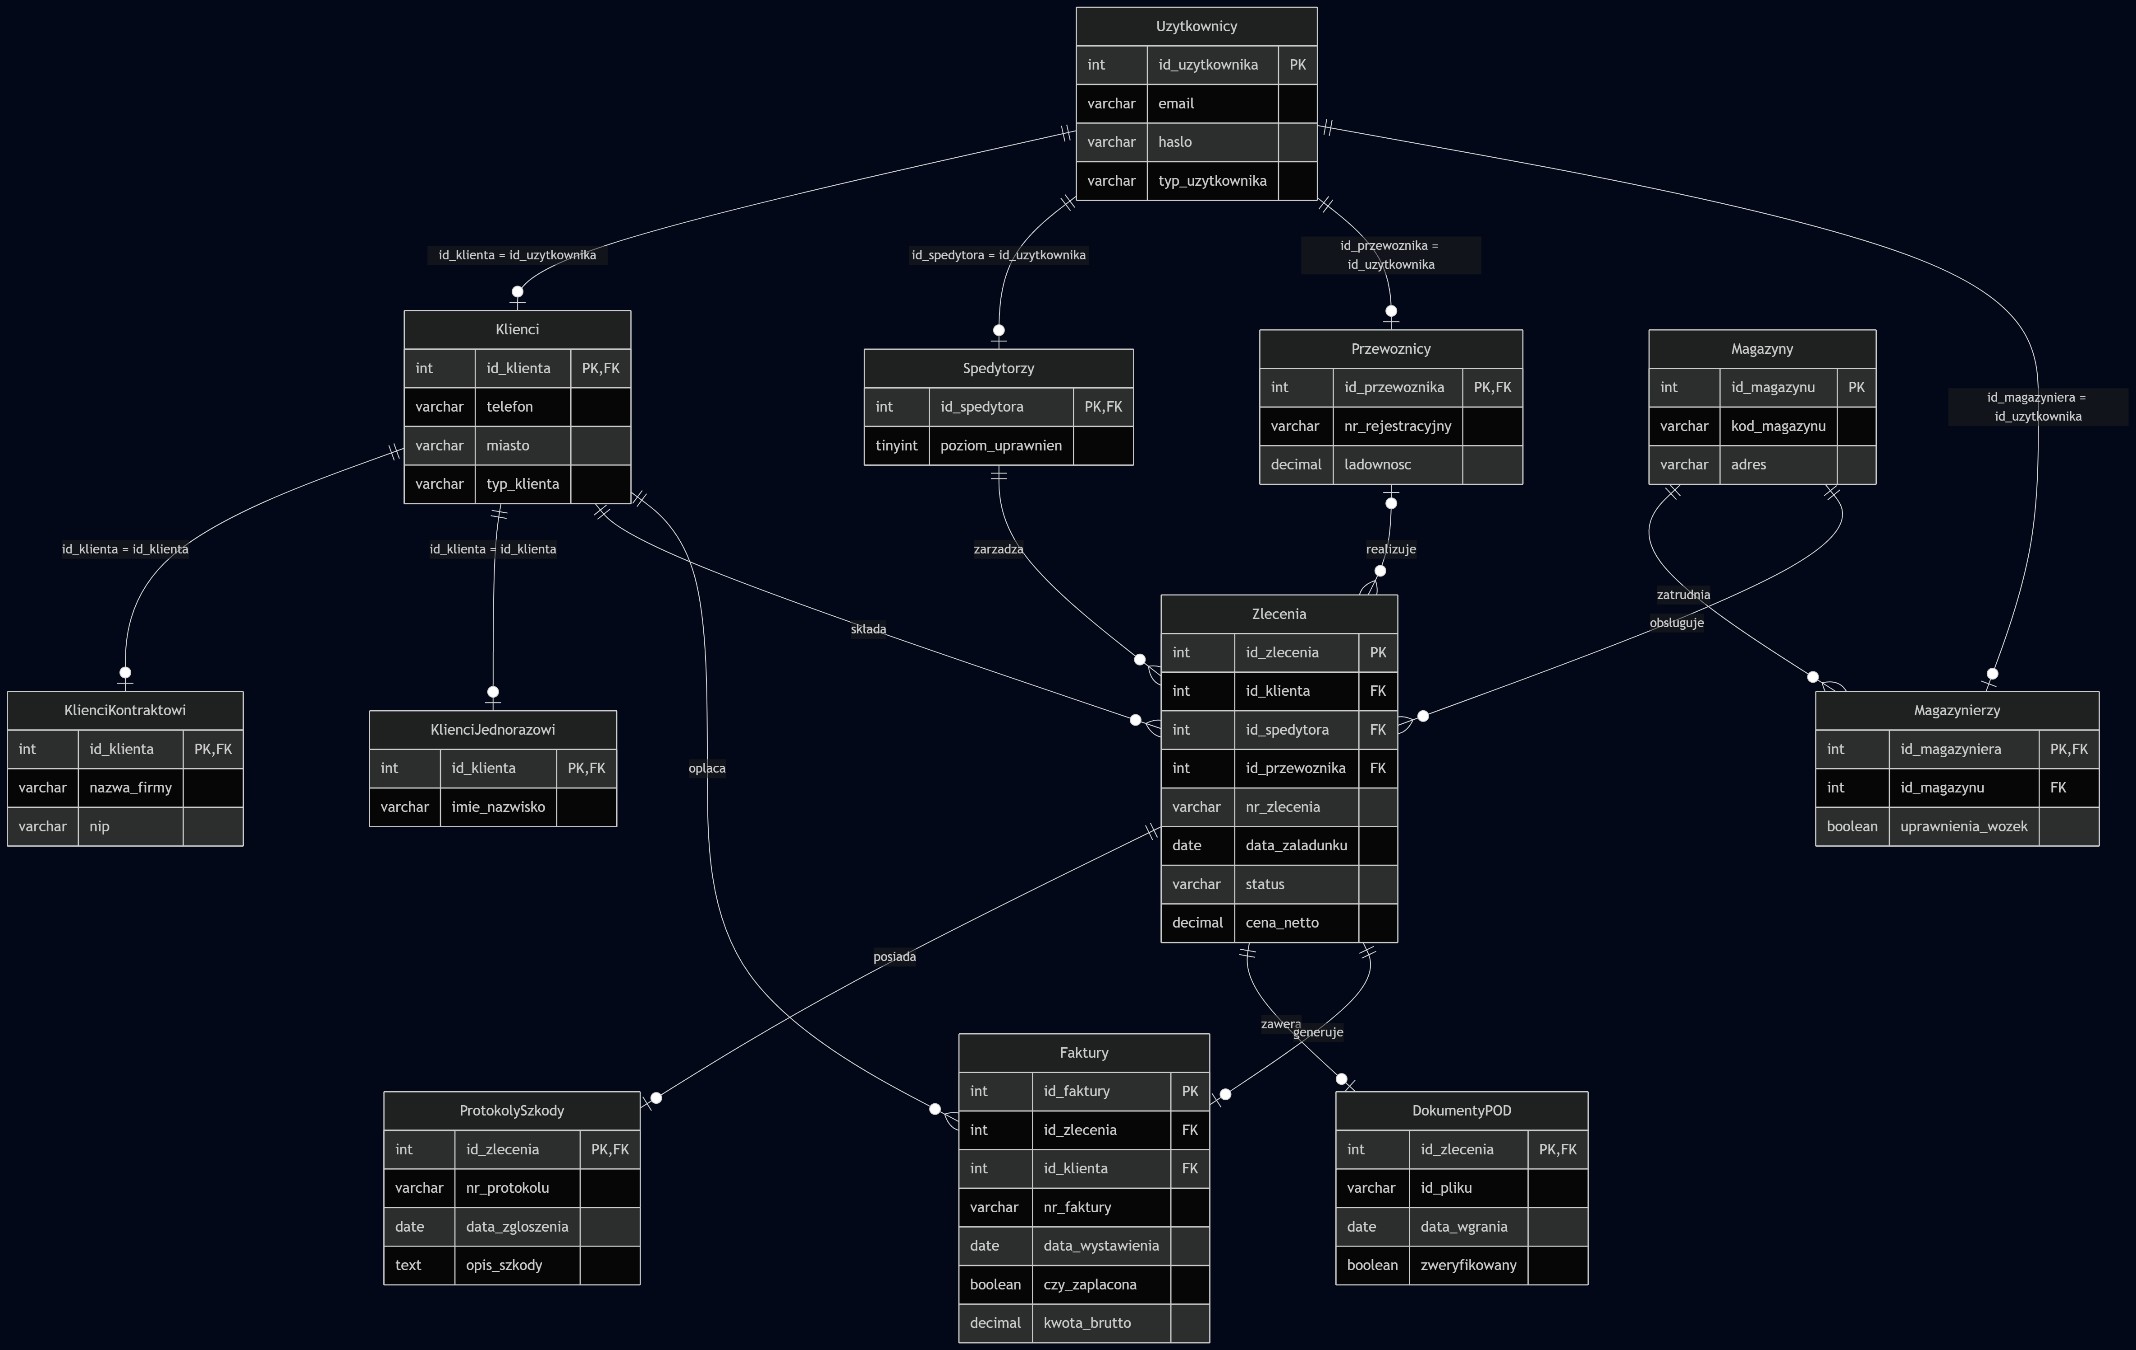 Uzytkownicy
int id_uzytkownika PK
varchar email
varchar haslo
varchar typ_uzytkownika
id_klienta = id_uzytkownika
id_spedytora = id_uzytkownika
id_przewoznika =
id_uzytkownika
id_magazyniera =
id_uzytkownika
Klienci
int id_klienta PK,FK
varchar telefon
varchar miasto
varchar typ_klienta
Spedytorzy
int id_spedytora PK,FK
tinyint poziom_uprawnien
Przewoznicy
int id_przewoznika PK,FK
varchar nr_rejestracyjny
decimal ladownosc
Magazyny
int id_magazynu PK
varchar kod_magazynu
varchar adres
id_klienta = id_klienta
id_klienta = id_klienta
zarzadza
realizuje
zatrudnia
obsługuje
składa
KlienciKontraktowi
int id_klienta PK,FK
varchar nazwa_firmy
varchar nip
KlienciJednorazowi
int id_klienta PK,FK
varchar imie_nazwisko
opłaca
Zlecenia
int id_zlecenia PK
int id_klienta FK
int id_spedytora FK
int id_przewoznika FK
varchar nr_zlecenia
date data_zaladunku
varchar status
decimal cena_netto
Magazynierzy
int id_magazyniera PK,FK
int id_magazynu FK
boolean uprawnienia_wozek
posiada
zawera
generuje
ProtokolySzkody
int id_zlecenia PK,FK
varchar nr_protokolu
date data_zgloszenia
text opis_szkody
Faktury
int id_faktury PK
int id_zlecenia FK
int id_klienta FK
varchar nr_faktury
date data_wystawienia
boolean czy_zaplacona
decimal kwota_brutto
DokumentyPOD
int id_zlecenia PK,FK
varchar id_pliku
date data_wgrania
boolean zweryfikowany